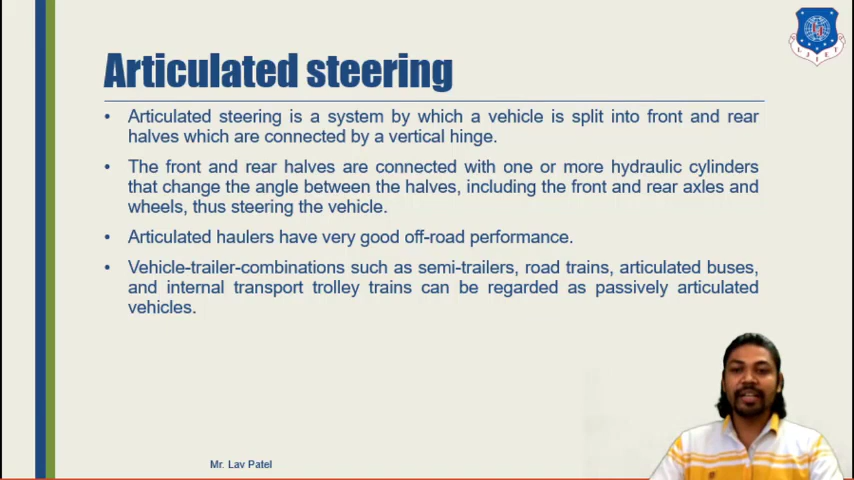 Articulated steering
• Articulated steering is a system by which a vehicle is split into front and rear
halves which are connected by a vertical hinge.
• The front and rear halves are connected with one or more hydraulic cylinders
that change the angle between the halves, including the front and rear axles and
wheels, thus steering the vehicle.
• Articulated haulers have very good off-road performance.
• Vehicle-trailer-combinations such as semi-trailers, road trains, articulated buses,
and internal transport trolley trains can be regarded as passively articulated
vehicles.
Mr. Lav Patel